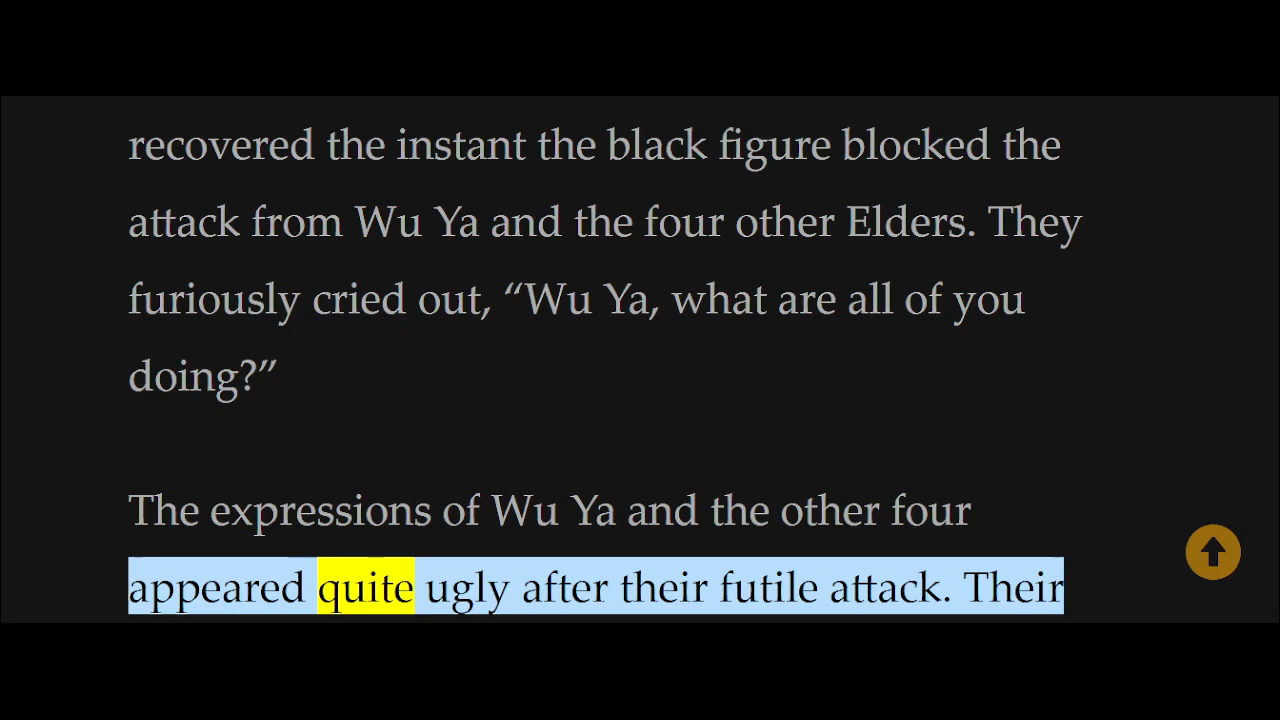 recovered the instant the black figure blocked the
attack from Wu Ya and the four other Elders. They
furiously cried out, “Wu Ya, what are all of you
doing?”
The expressions of Wu Ya and the other four
appeared quite ugly after their futile attack. Their